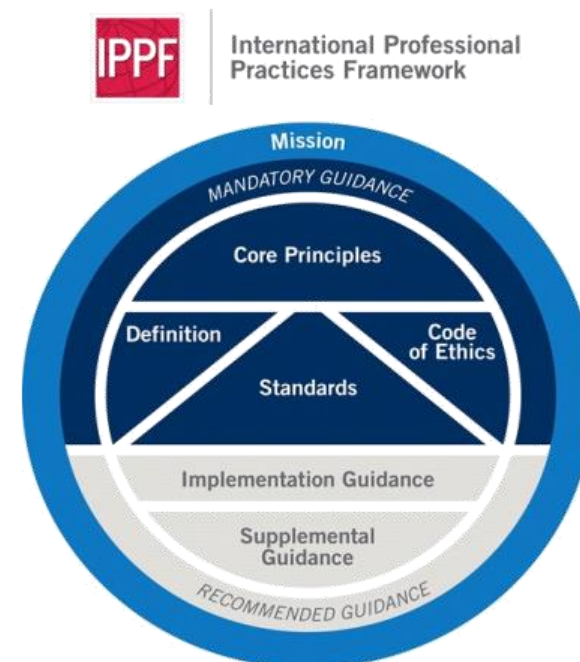 IPPF
International Professional
Practices Framework
Mission
MANDATORY GUIDANCE
Core Principles
Definition
Code
of Ethics
Standards
Implementation Guidance
Supplemental
Guidance
RECOMMENDED GUIDANCE